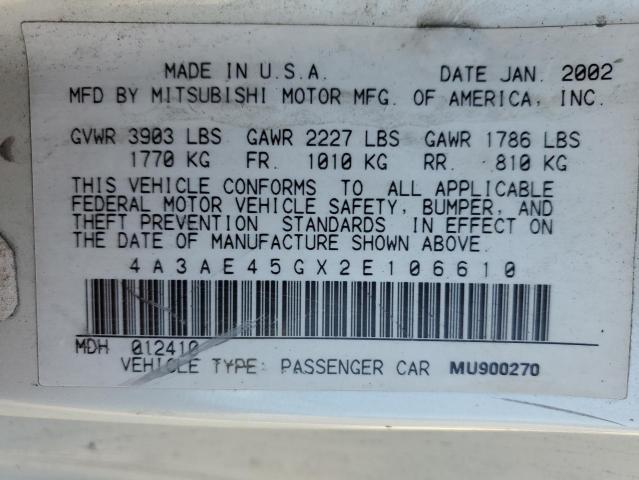 MADE IN U.S.A. DATE JAN. 2002
MFD BY MITSUBISHI MOTOR MFG. OF AMERICA, INC.
GVWR 3903 LBS GAWR 2227 LBS GAWR 1786 LBS
1770 KG FR. 1010 KG RR. 810 KG
THIS VEHICLE CONFORMS TO ALL APPLICABLE
FEDERAL MOTOR VEHICLE SAFETY, BUMPER, AND
THEFT PREVENTION STANDARDS IN EFFECT ON
THE DATE OF MANUFACTURE SHOWN ABOVE.
4A3AE45GX2E106610
MDH 012410
VEHICLE TYPE: PASSENGER CAR MU900270